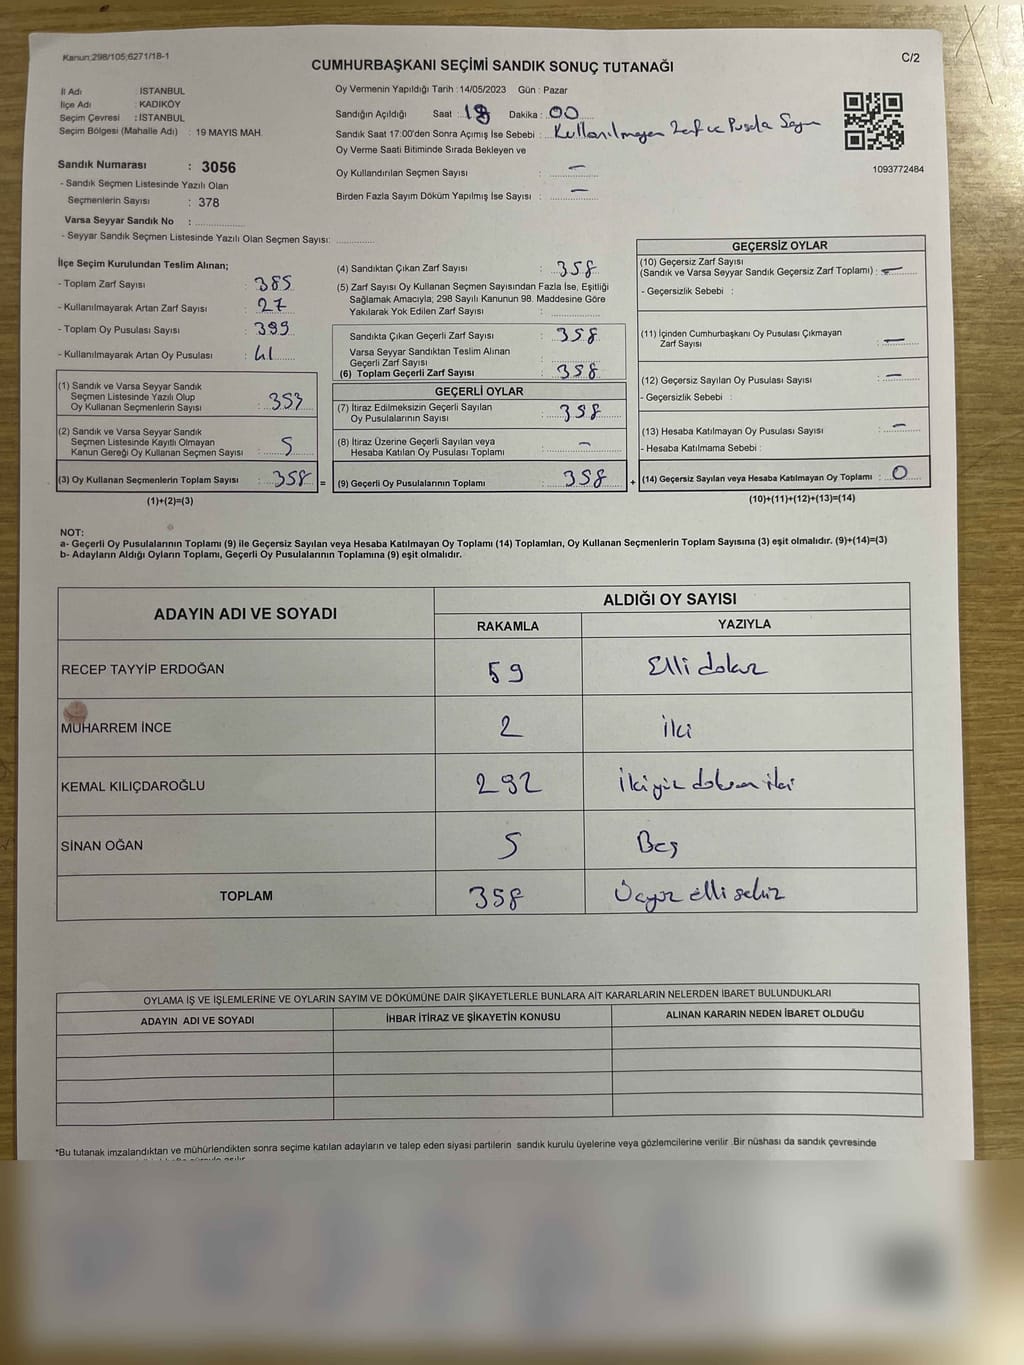 Kanun:298/105;6271/18-1
C/2
CUMHURBAŞKANI SEÇİMİ SANDIK SONUÇ TUTANAĞI
İl Adı : İSTANBUL
İlçe Adı : KADIKÖY
Seçim Çevresi : İSTANBUL
Seçim Bölgesi (Mahalle Adı) : 19 MAYIS MAH.
Sandık Numarası : 3056
- Sandık Seçmen Listesinde Yazılı Olan
Seçmenlerin Sayısı : 378
Varsa Seyyar Sandık No :
- Seyyar Sandık Seçmen Listesinde Yazılı Olan Seçmen Sayısı:
Oy Vermenin Yapıldığı Tarih : 14/05/2023 Gün : Pazar
Sandığın Açıldığı Saat : 18 Dakika : 00
Sandık Saat 17:00'den Sonra Açımış İse Sebebi : Kullanılmayan Zarf ve Pusula Sayım
Oy Verme Saati Bitiminde Sırada Bekleyen ve
Oy Kullandırılan Seçmen Sayısı : —
Birden Fazla Sayım Döküm Yapılmış İse Sayısı : —
1093772484
İlçe Seçim Kurulundan Teslim Alınan;
- Toplam Zarf Sayısı : 385
- Kullanılmayarak Artan Zarf Sayısı : 27
- Toplam Oy Pusulası Sayısı : 399
- Kullanılmayarak Artan Oy Pusulası : 41
(1) Sandık ve Varsa Seyyar Sandık
Seçmen Listesinde Yazılı Olup
Oy Kullanan Seçmenlerin Sayısı : 353
(2) Sandık ve Varsa Seyyar Sandık
Seçmen Listesinde Kayıtlı Olmayan
Kanun Gereği Oy Kullanan Seçmen Sayısı : 5
(3) Oy Kullanan Seçmenlerin Toplam Sayısı : 358 =
(1)+(2)=(3)
(4) Sandıktan Çıkan Zarf Sayısı : 358
(5) Zarf Sayısı Oy Kullanan Seçmen Sayısından Fazla İse, Eşitliği
Sağlamak Amacıyla; 298 Sayılı Kanunun 98. Maddesine Göre
Yakılarak Yok Edilen Zarf Sayısı :
Sandıkta Çıkan Geçerli Zarf Sayısı : 358
Varsa Seyyar Sandıktan Teslim Alınan
Geçerli Zarf Sayısı :
(6) Toplam Geçerli Zarf Sayısı : 358
GEÇERLİ OYLAR
(7) İtiraz Edilmeksizin Geçerli Sayılan
Oy Pusulalarının Sayısı : 358
(8) İtiraz Üzerine Geçerli Sayılan veya
Hesaba Katılan Oy Pusulası Toplamı : —
(9) Geçerli Oy Pusulalarının Toplamı : 358 +
GEÇERSİZ OYLAR
(10) Geçersiz Zarf Sayısı
(Sandık ve Varsa Seyyar Sandık Geçersiz Zarf Toplamı) : —
- Geçersizlik Sebebi :
(11) İçinden Cumhurbaşkanı Oy Pusulası Çıkmayan
Zarf Sayısı : —
(12) Geçersiz Sayılan Oy Pusulası Sayısı : —
- Geçersizlik Sebebi :
(13) Hesaba Katılmayan Oy Pusulası Sayısı : —
- Hesaba Katılmama Sebebi :
(14) Geçersiz Sayılan veya Hesaba Katılmayan Oy Toplamı : 0
(10)+(11)+(12)+(13)=(14)
NOT:
a- Geçerli Oy Pusulalarının Toplamı (9) ile Geçersiz Sayılan veya Hesaba Katılmayan Oy Toplamı (14) Toplamları, Oy Kullanan Seçmenlerin Toplam Sayısına (3) eşit olmalıdır. (9)+(14)=(3)
b- Adayların Aldığı Oyların Toplamı, Geçerli Oy Pusulalarının Toplamına (9) eşit olmalıdır.
ADAYIN ADI VE SOYADI
ALDIĞI OY SAYISI
RAKAMLA YAZIYLA
RECEP TAYYİP ERDOĞAN 59 Elli dokuz
MUHARREM İNCE 2 İki
KEMAL KILIÇDAROĞLU 292 İkiyüz doksan iki
SİNAN OĞAN 5 Beş
TOPLAM 358 Üçyüz elli sekiz
OYLAMA İŞ VE İŞLEMLERİNE VE OYLARIN SAYIM VE DÖKÜMÜNE DAİR ŞİKAYETLERLE BUNLARA AİT KARARLARIN NELERDEN İBARET BULUNDUKLARI
ADAYIN ADI VE SOYADI İHBAR İTİRAZ VE ŞİKAYETİN KONUSU ALINAN KARARIN NEDEN İBARET OLDUĞU
*Bu tutanak imzalandıktan ve mühürlendikten sonra seçime katılan adayların ve talep eden siyasi partilerin sandık kurulu üyelerine veya gözlemcilerine verilir .Bir nüshası da sandık çevresinde